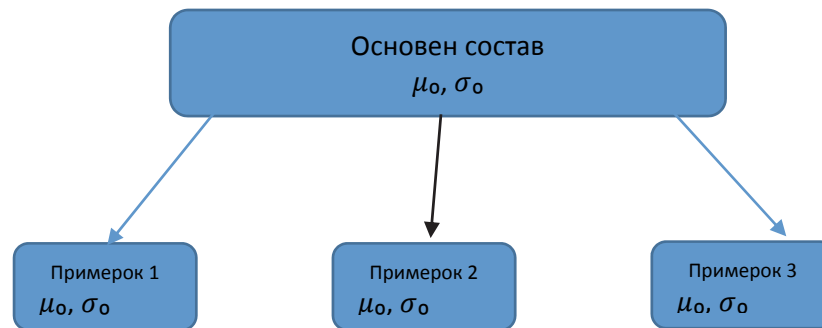 Основен состав
μ₀, σ₀
Примерок 1
μ₀, σ₀
Примерок 2
μ₀, σ₀
Примерок 3
μ₀, σ₀